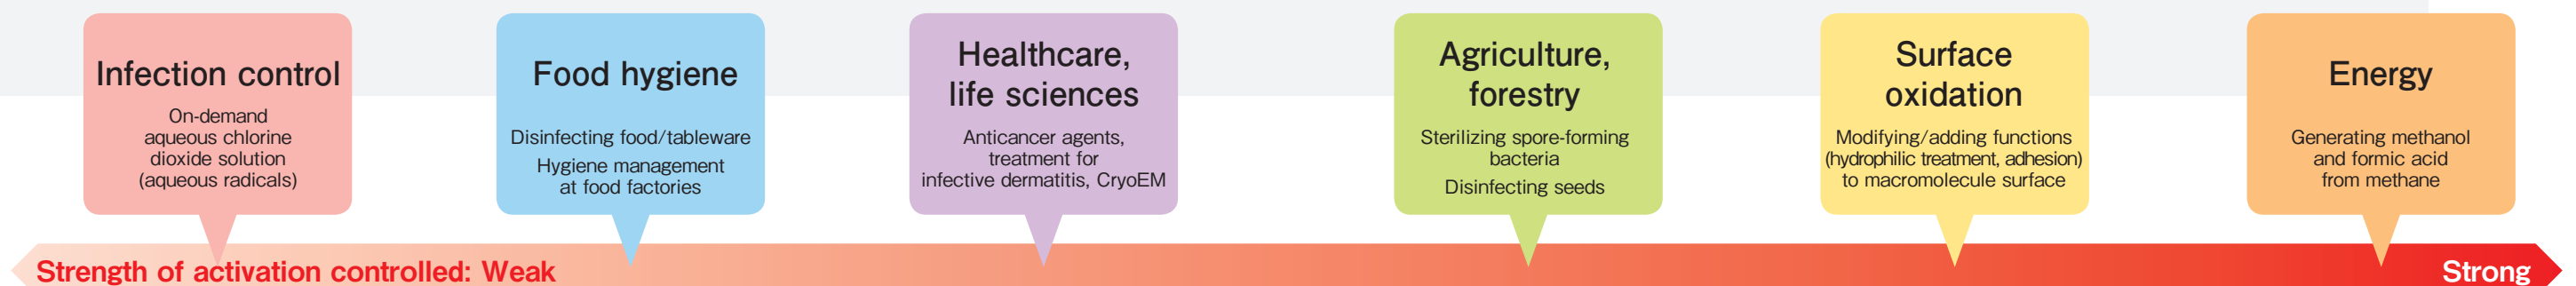 Infection control
On-demand
aqueous chlorine
dioxide solution
(aqueous radicals)
Food hygiene
Disinfecting food/tableware
Hygiene management
at food factories
Healthcare,
life sciences
Anticancer agents,
treatment for
infective dermatitis, CryoEM
Agriculture,
forestry
Sterilizing spore-forming
bacteria
Disinfecting seeds
Surface
oxidation
Modifying/adding functions
(hydrophilic treatment, adhesion)
to macromolecule surface
Energy
Generating methanol
and formic acid
from methane
Strength of activation controlled: Weak
Strong